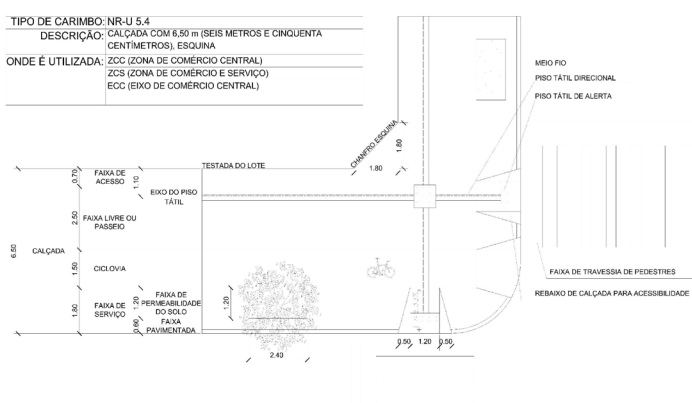 TIPO DE CARIMBO: NR-U 5.4
DESCRIÇÃO: CALÇADA COM 6,50 m (SEIS METROS E CINQUENTA
CENTÍMETROS), ESQUINA
ONDE É UTILIZADA: ZCC (ZONA DE COMÉRCIO CENTRAL)
ZCS (ZONA DE COMÉRCIO E SERVIÇO)
ECC (EIXO DE COMÉRCIO CENTRAL)
MEIO FIO
PISO TÁTIL DIRECIONAL
PISO TÁTIL DE ALERTA
CHANFRO ESQUINA
1.80
1.80
TESTADA DO LOTE
0.70
FAIXA DE
ACESSO
1.10
EIXO DO PISO
TÁTIL
2.50
FAIXA LIVRE OU
PASSEIO
6.50
CALÇADA
1.50
CICLOVIA
1.80
FAIXA DE
SERVIÇO
1.20
FAIXA DE
PERMEABILIDADE
DO SOLO
0.60
FAIXA
PAVIMENTADA
1.20
2.40
0.50
1.20
0.50
FAIXA DE TRAVESSIA DE PEDESTRES
REBAIXO DE CALÇADA PARA ACESSIBILIDADE